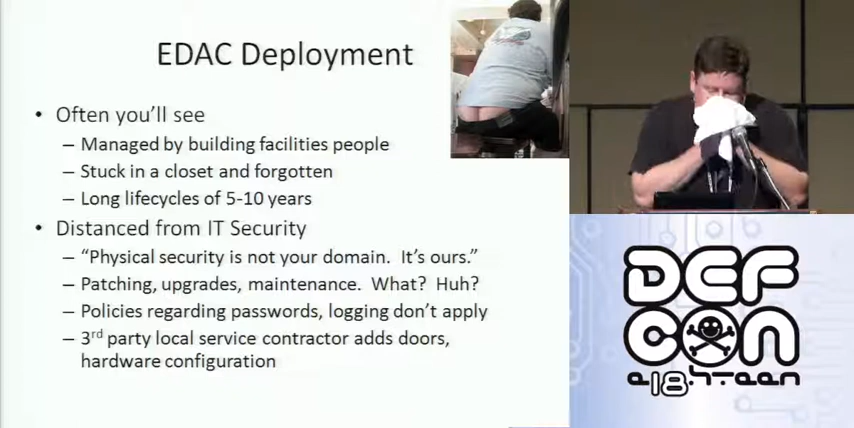 EDAC Deployment
• Often you'll see
– Managed by building facilities people
– Stuck in a closet and forgotten
– Long lifecycles of 5-10 years
• Distanced from IT Security
– “Physical security is not your domain. It's ours.”
– Patching, upgrades, maintenance. What? Huh?
– Policies regarding passwords, logging don't apply
– 3rd party local service contractor adds doors,
hardware configuration
DEF
CON
e18h-teen